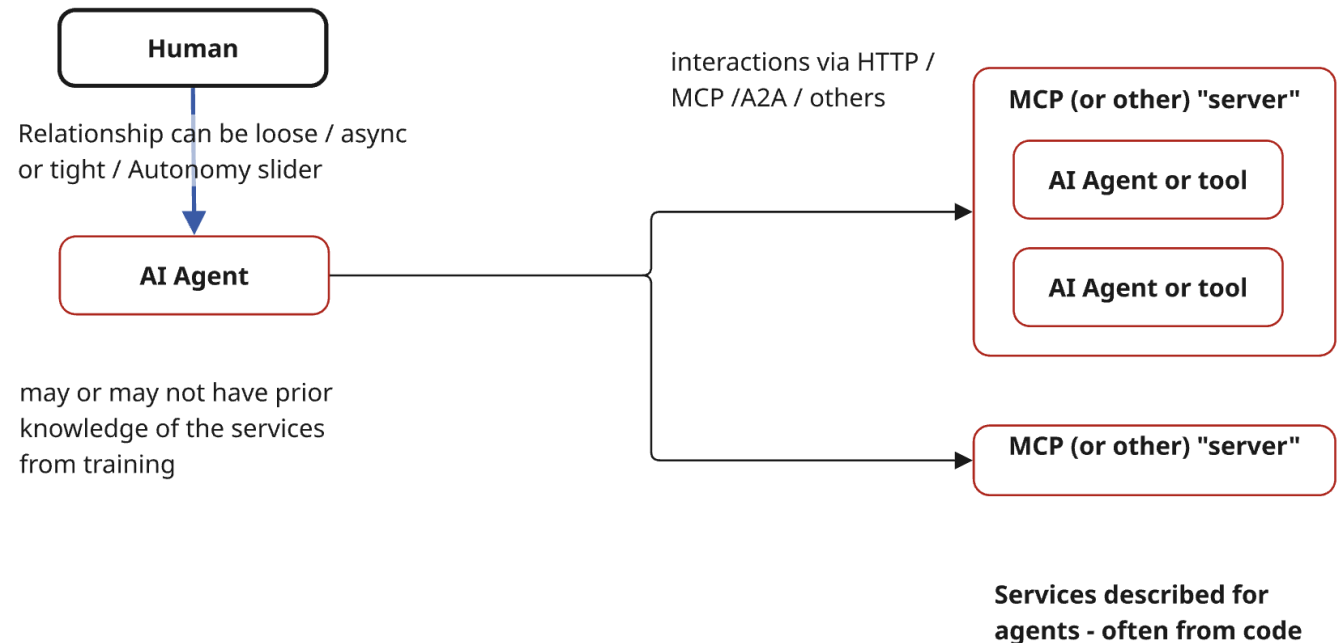 Human
Relationship can be loose / async
or tight / Autonomy slider
AI Agent
may or may not have prior
knowledge of the services
from training
interactions via HTTP /
MCP /A2A / others
MCP (or other) "server"
AI Agent or tool
AI Agent or tool
MCP (or other) "server"
Services described for
agents - often from code